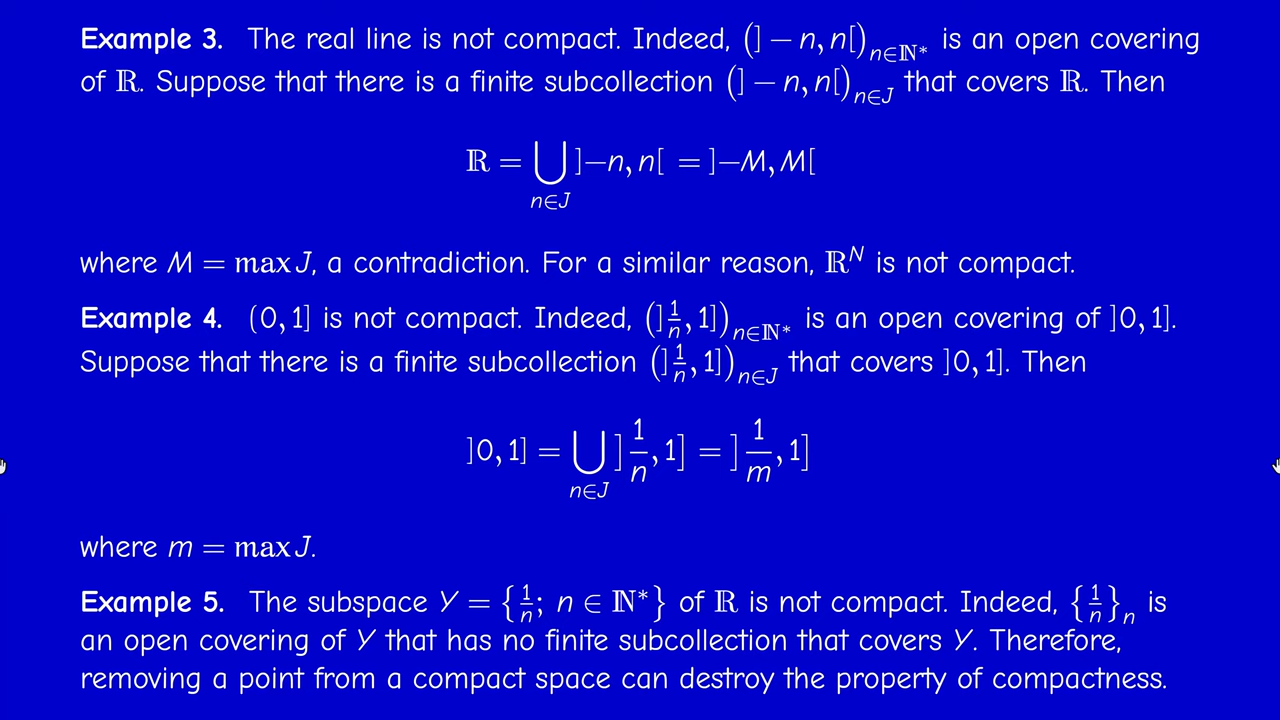 Example 3. The real line is not compact. Indeed, (]−n, n[)_{n∈ℕ*} is an open covering
of ℝ. Suppose that there is a finite subcollection (]−n, n[)_{n∈J} that covers ℝ. Then
ℝ = ⋃_{n∈J} ]−n, n[ = ]−M, M[
where M = max J, a contradiction. For a similar reason, ℝ^N is not compact.
Example 4. (0, 1] is not compact. Indeed, (]1/n, 1])_{n∈ℕ*} is an open covering of ]0, 1].
Suppose that there is a finite subcollection (]1/n, 1])_{n∈J} that covers ]0, 1]. Then
]0, 1] = ⋃_{n∈J} ]1/n, 1] = ]1/m, 1]
where m = max J.
Example 5. The subspace Y = {1/n; n ∈ ℕ*} of ℝ is not compact. Indeed, {1/n}_n is
an open covering of Y that has no finite subcollection that covers Y. Therefore,
removing a point from a compact space can destroy the property of compactness.